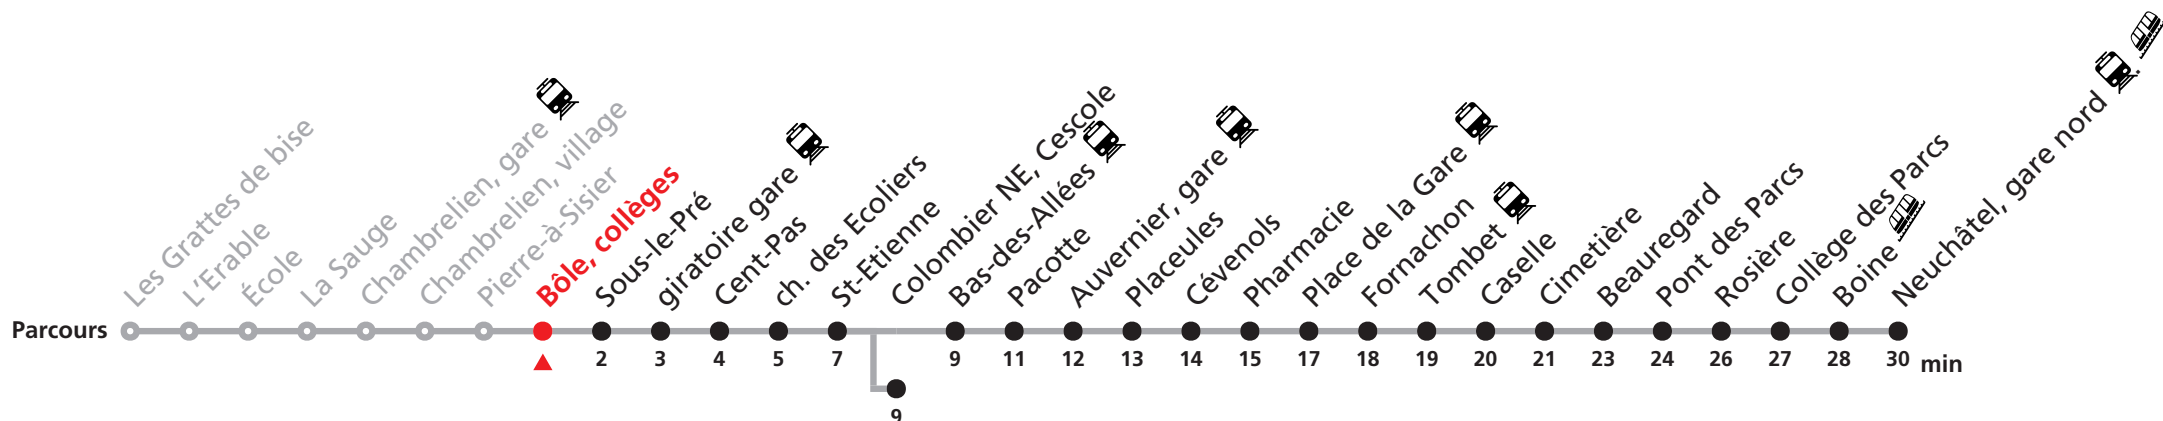 Les Grattes de bise
L'Erable
École
La Sauge
Chambrelien, gare
Chambrelien, village
Pierre-à-Sisier
Bôle, collèges
Sous-le-Pré
giratoire gare
Cent-Pas
ch. des Ecoliers
St-Etienne
Colombier NE, Cescole
Bas-des-Allées
Pacotte
Auvernier, gare
Placeules
Cévenols
Pharmacie
Place de la Gare
Fornachon
Tombet
Caselle
Cimetière
Beauregard
Pont des Parcs
Rosière
Collège des Parcs
Boine
Neuchâtel, gare nord
Parcours
2 3 4 5 7 9 11 12 13 14 15 17 18 19 20 21 23 24 26 27 28 30 min
9